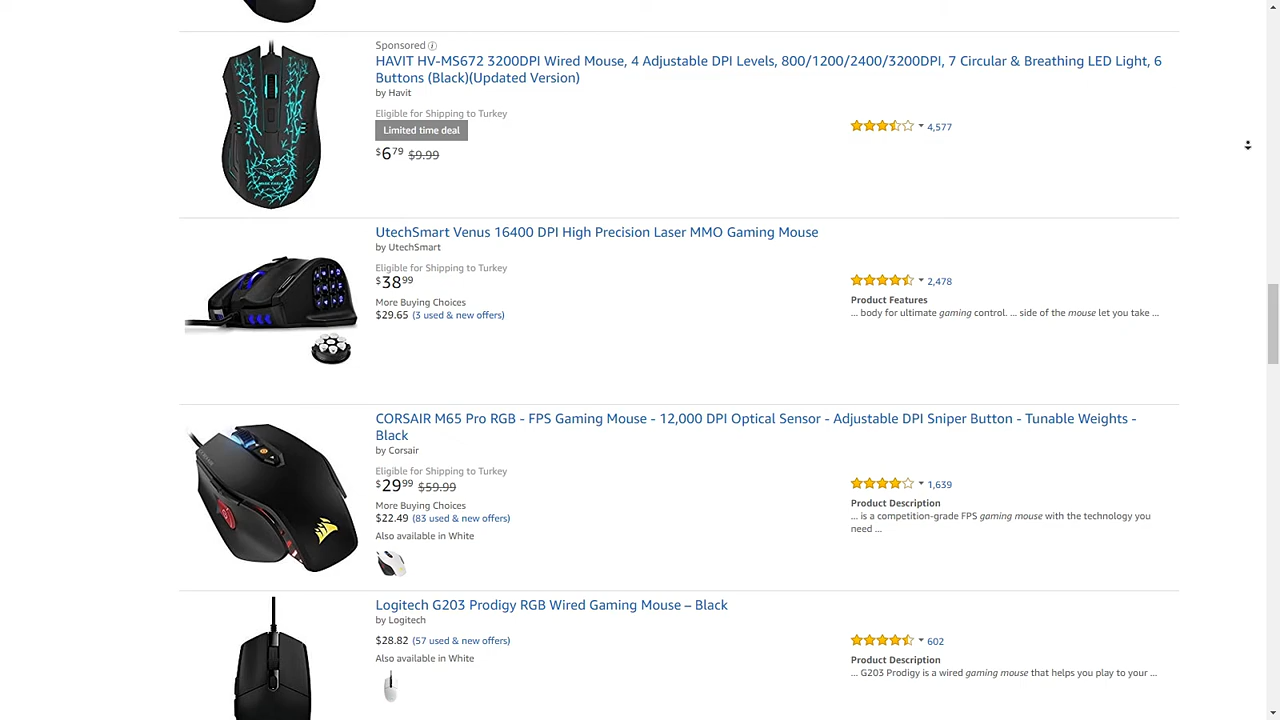 Sponsored
HAVIT HV-MS672 3200DPI Wired Mouse, 4 Adjustable DPI Levels, 800/1200/2400/3200DPI, 7 Circular & Breathing LED Light, 6
Buttons (Black)(Updated Version)
by Havit
Eligible for Shipping to Turkey
Limited time deal
$6 79 $9.99
4,577
UtechSmart Venus 16400 DPI High Precision Laser MMO Gaming Mouse
by UtechSmart
Eligible for Shipping to Turkey
$38 99
More Buying Choices
$29.65 (3 used & new offers)
2,478
Product Features
... body for ultimate gaming control. ... side of the mouse let you take ...
CORSAIR M65 Pro RGB - FPS Gaming Mouse - 12,000 DPI Optical Sensor - Adjustable DPI Sniper Button - Tunable Weights -
Black
by Corsair
Eligible for Shipping to Turkey
$29 99 $59.99
More Buying Choices
$22.49 (83 used & new offers)
Also available in White
1,639
Product Description
... is a competition-grade FPS gaming mouse with the technology you
need ...
Logitech G203 Prodigy RGB Wired Gaming Mouse – Black
by Logitech
$28.82 (57 used & new offers)
Also available in White
602
Product Description
... G203 Prodigy is a wired gaming mouse that helps you play to your ...